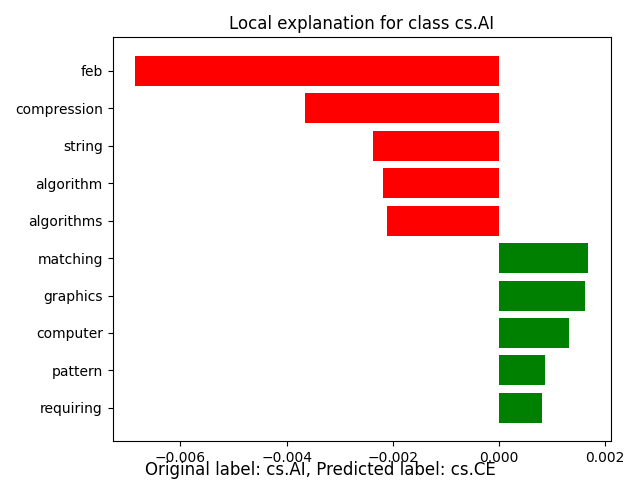 Local explanation for class cs.AI
feb
compression
string
algorithm
algorithms
matching
graphics
computer
pattern
requiring
−0.006 −0.004 −0.002 0.000 0.002
Original label: cs.AI, Predicted label: cs.CE